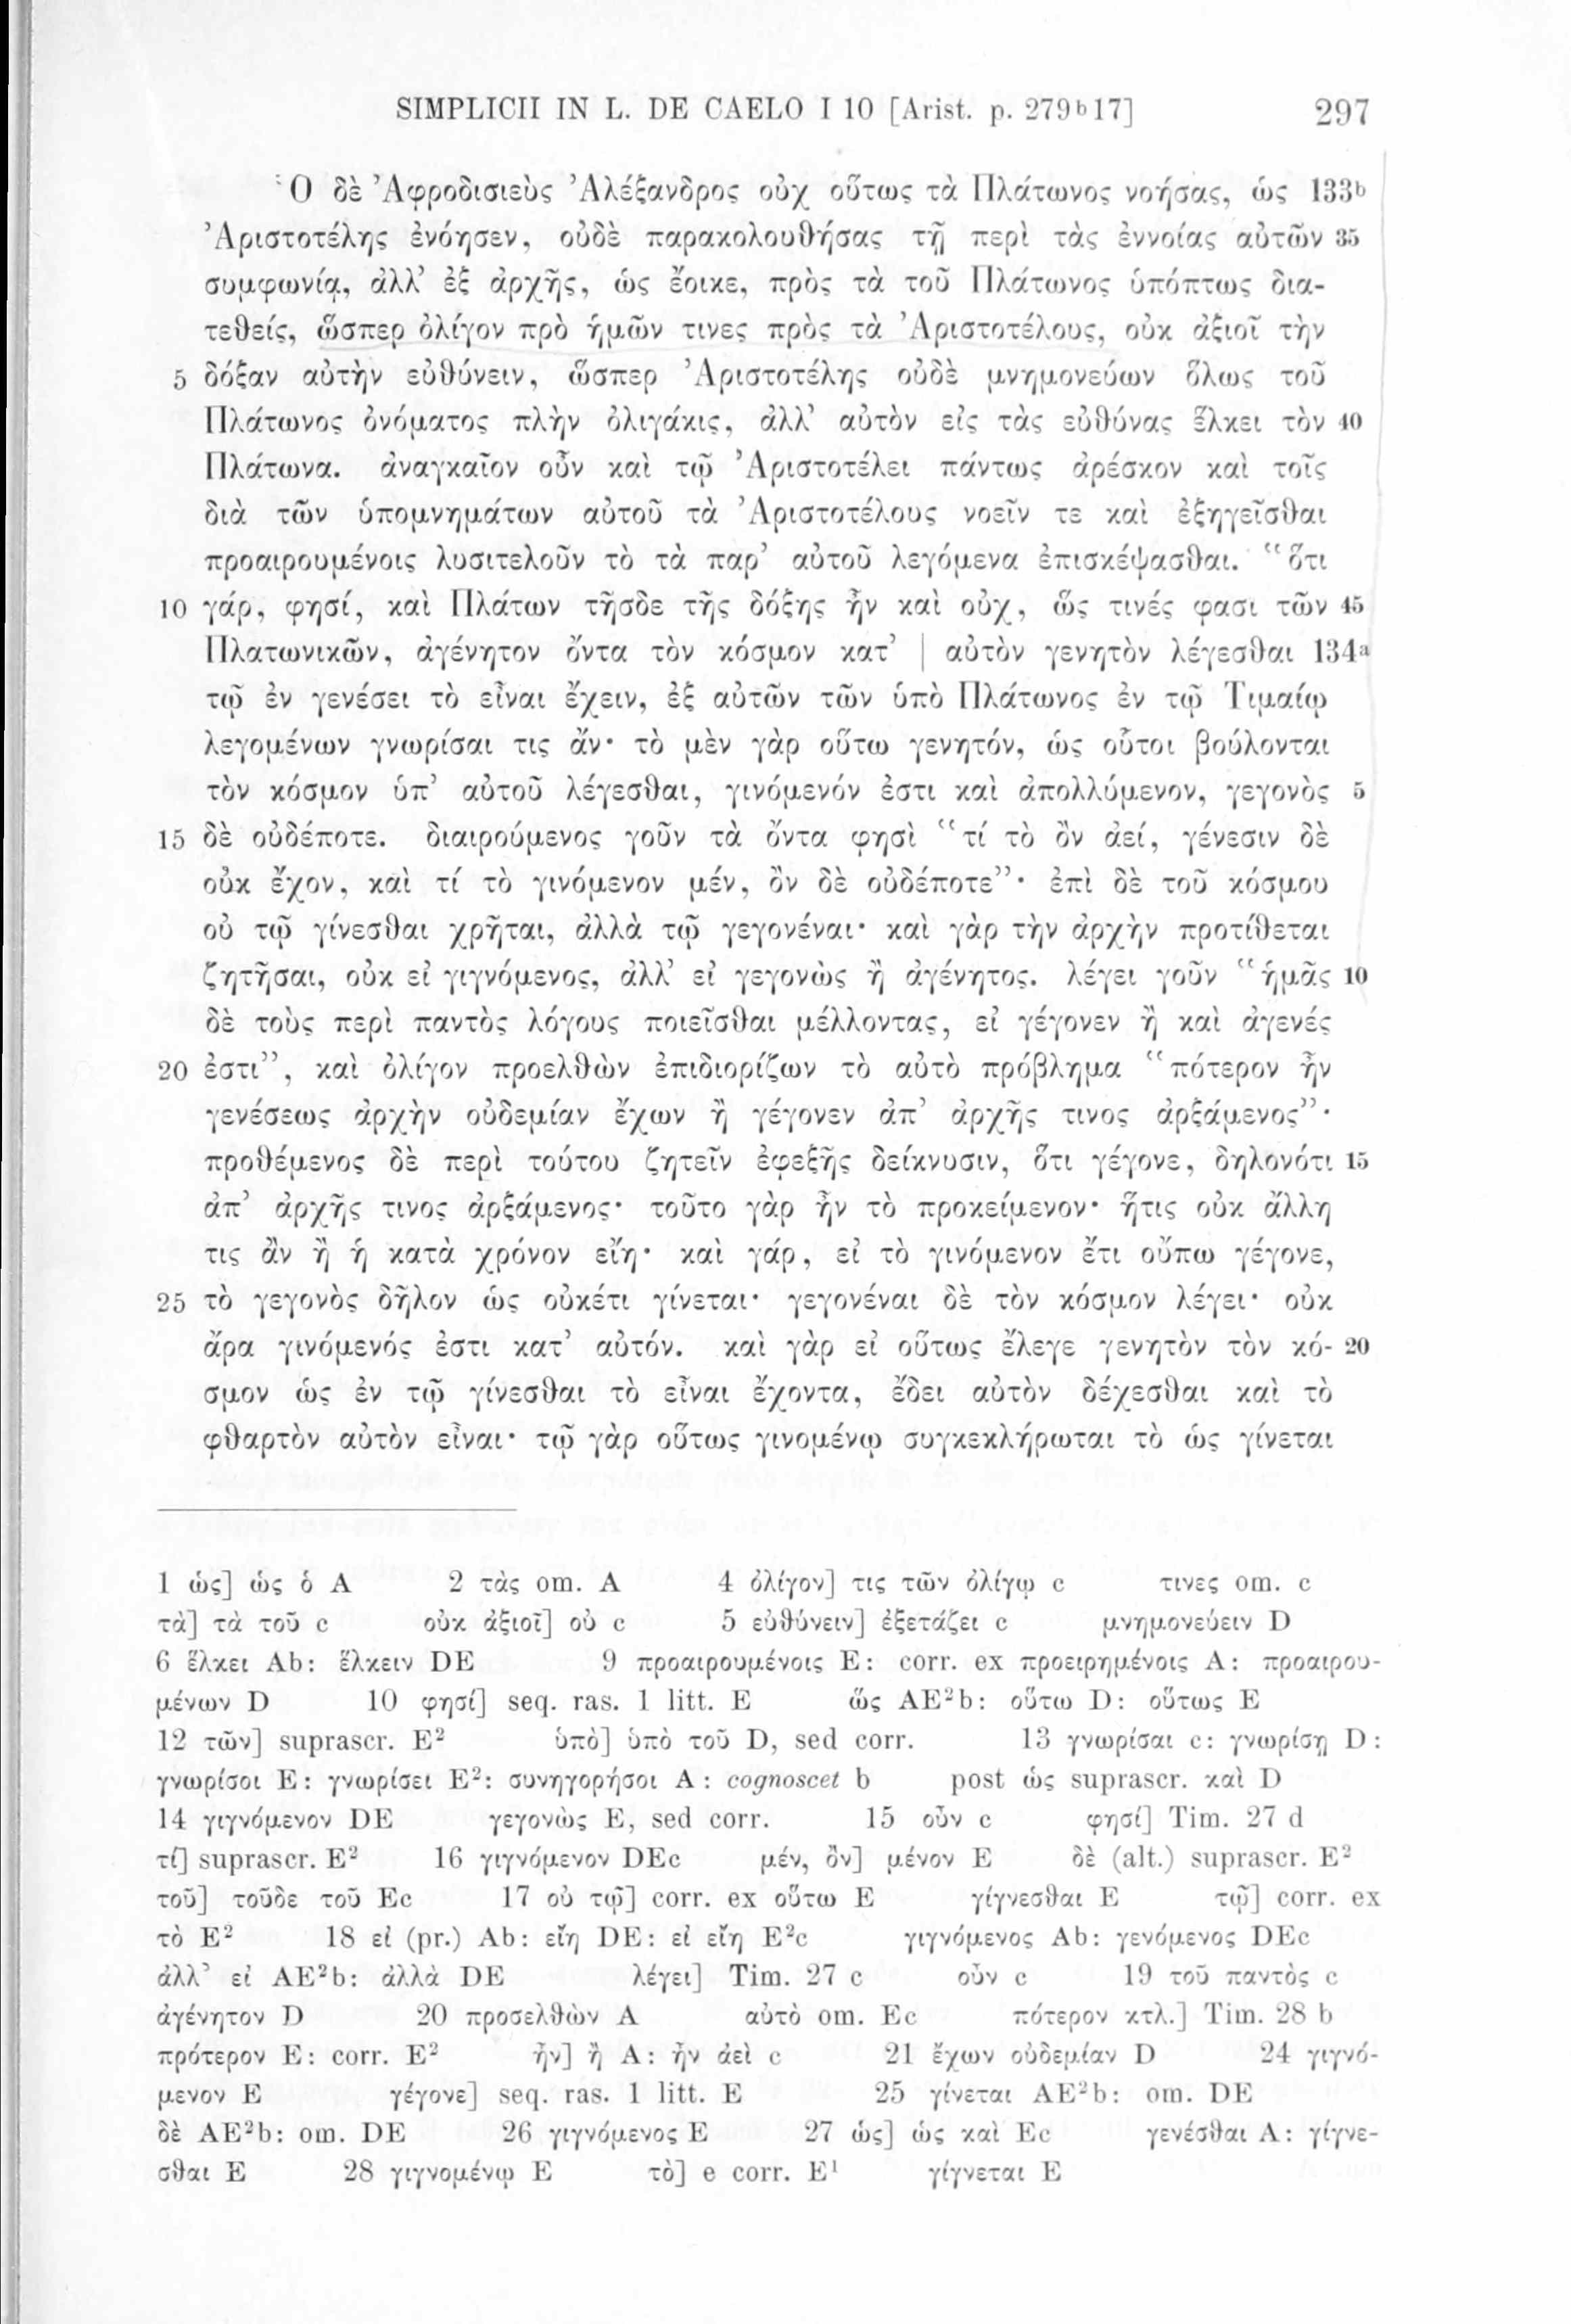 SIMPLICII IN L. DE CAELO I 10 [Arist. p. 279ᵇ17] 297
Ὁ δὲ Ἀφροδισιεὺς Ἀλέξανδρος οὐχ οὕτως τὰ Πλάτωνος νοήσας, ὡς 133ᵇ
Ἀριστοτέλης ἐνόησεν, οὐδὲ παρακολουθήσας τῇ περὶ τὰς ἐννοίας αὐτῶν 35
συμφωνίᾳ, ἀλλ’ ἐξ ἀρχῆς, ὡς ἔοικε, πρὸς τὰ τοῦ Πλάτωνος ὑπόπτως δια-
τεθείς, ὥσπερ ὀλίγον πρὸ ἡμῶν τινες πρὸς τὰ Ἀριστοτέλους, οὐκ ἀξιοῖ τὴν
5 δόξαν αὐτὴν εὐθύνειν, ὥσπερ Ἀριστοτέλης οὐδὲ μνημονεύων ὅλως τοῦ
Πλάτωνος ὀνόματος πλὴν ὀλιγάκις, ἀλλ’ αὐτὸν εἰς τὰς εὐθύνας ἕλκει τὸν 40
Πλάτωνα. ἀναγκαῖον οὖν καὶ τῷ Ἀριστοτέλει πάντως ἀρέσκον καὶ τοῖς
διὰ τῶν ὑπομνημάτων αὐτοῦ τὰ Ἀριστοτέλους νοεῖν τε καὶ ἐξηγεῖσθαι
προαιρουμένοις λυσιτελοῦν τὸ τὰ παρ’ αὐτοῦ λεγόμενα ἐπισκέψασθαι. “ὅτι
10 γάρ, φησί, καὶ Πλάτων τῆσδε τῆς δόξης ἦν καὶ οὐχ, ὥς τινές φασι τῶν 45
Πλατωνικῶν, ἀγένητον ὄντα τὸν κόσμον κατ’ | αὐτὸν γενητὸν λέγεσθαι 134ᵃ
τῷ ἐν γενέσει τὸ εἶναι ἔχειν, ἐξ αὐτῶν τῶν ὑπὸ Πλάτωνος ἐν τῷ Τιμαίῳ
λεγομένων γνωρίσαι τις ἄν· τὸ μὲν γὰρ οὕτω γενητόν, ὡς οὗτοι βούλονται
τὸν κόσμον ὑπ’ αὐτοῦ λέγεσθαι, γινόμενόν ἐστι καὶ ἀπολλύμενον, γεγονὸς 5
15 δὲ οὐδέποτε. διαιρούμενος γοῦν τὰ ὄντα φησὶ “τί τὸ ὂν ἀεί, γένεσιν δὲ
οὐκ ἔχον, καὶ τί τὸ γινόμενον μέν, ὂν δὲ οὐδέποτε”· ἐπὶ δὲ τοῦ κόσμου
οὐ τῷ γίνεσθαι χρῆται, ἀλλὰ τῷ γεγονέναι· καὶ γὰρ τὴν ἀρχὴν προτίθεται
ζητῆσαι, οὐκ εἰ γιγνόμενος, ἀλλ’ εἰ γεγονὼς ἢ ἀγένητος. λέγει γοῦν “ἡμᾶς 10
δὲ τοὺς περὶ παντὸς λόγους ποιεῖσθαι μέλλοντας, εἰ γέγονεν ἢ καὶ ἀγενές
20 ἐστι”, καὶ ὀλίγον προελθὼν ἐπιδιορίζων τὸ αὐτὸ πρόβλημα “πότερον ἦν
γενέσεως ἀρχὴν οὐδεμίαν ἔχων ἢ γέγονεν ἀπ’ ἀρχῆς τινος ἀρξάμενος”·
προθέμενος δὲ περὶ τούτου ζητεῖν ἐφεξῆς δείκνυσιν, ὅτι γέγονε, δηλονότι 15
ἀπ’ ἀρχῆς τινος ἀρξάμενος· τοῦτο γὰρ ἦν τὸ προκείμενον· ἥτις οὐκ ἄλλη
τις ἂν ἢ ἡ κατὰ χρόνον εἴη· καὶ γάρ, εἰ τὸ γινόμενον ἔτι οὔπω γέγονε,
25 τὸ γεγονὸς δῆλον ὡς οὐκέτι γίνεται· γεγονέναι δὲ τὸν κόσμον λέγει· οὐκ
ἄρα γινόμενός ἐστι κατ’ αὐτόν. καὶ γὰρ εἰ οὕτως ἔλεγε γενητὸν τὸν κό- 20
σμον ὡς ἐν τῷ γίνεσθαι τὸ εἶναι ἔχοντα, ἔδει αὐτὸν δέχεσθαι καὶ τὸ
φθαρτὸν αὐτὸν εἶναι· τῷ γὰρ οὕτως γινομένῳ συγκεκλήρωται τὸ ὡς γίνεται
1 ὡς] ὡς ὁ A 2 τὰς om. A 4 ὀλίγον] τις τῶν ὀλίγῳ c τινες om. c
τὰ] τὰ τοῦ c οὐκ ἀξιοῖ] οὐ c 5 εὐθύνειν] ἐξετάζει c μνημονεύειν D
6 ἕλκει Ab: ἕλκειν DE 9 προαιρουμένοις E: corr. ex προειρημένοις A: προαιρου-
μένων D 10 φησί] seq. ras. 1 litt. E ὥς AE²b: οὕτω D: οὕτως E
12 τῶν] suprascr. E² ὑπὸ] ὑπὸ τοῦ D, sed corr. 13 γνωρίσαι c: γνωρίσῃ D:
γνωρίσοι E: γνωρίσει E²: συνηγορήσοι A: cognoscet b post ὡς suprascr. καὶ D
14 γιγνόμενον DE γεγονὼς E, sed corr. 15 οὖν c φησί] Tim. 27 d
τί] suprascr. E² 16 γιγνόμενον DEc μέν, ὂν] μένον E δὲ (alt.) suprascr. E²
τοῦ] τοῦδε τοῦ Ec 17 οὐ τῷ] corr. ex οὕτω E γίγνεσθαι E τῷ] corr. ex
τὸ E² 18 εἰ (pr.) Ab: εἴη DE: εἰ εἴη E²c γιγνόμενος Ab: γενόμενος DEc
ἀλλ’ εἰ AE²b: ἀλλὰ DE λέγει] Tim. 27 c οὖν c 19 τοῦ παντὸς c
ἀγένητον D 20 προσελθὼν A αὐτὸ om. Ec πότερον κτλ.] Tim. 28 b
πρότερον E: corr. E² ἦν] ἢ A: ἦν ἀεὶ c 21 ἔχων οὐδεμίαν D 24 γιγνό-
μενον E γέγονε] seq. ras. 1 litt. E 25 γίνεται AE²b: om. DE
δὲ AE²b: om. DE 26 γιγνόμενος E 27 ὡς] ὡς καὶ Ec γενέσθαι A: γίγνε-
σθαι E 28 γιγνομένῳ E τὸ] e corr. E¹ γίγνεται E